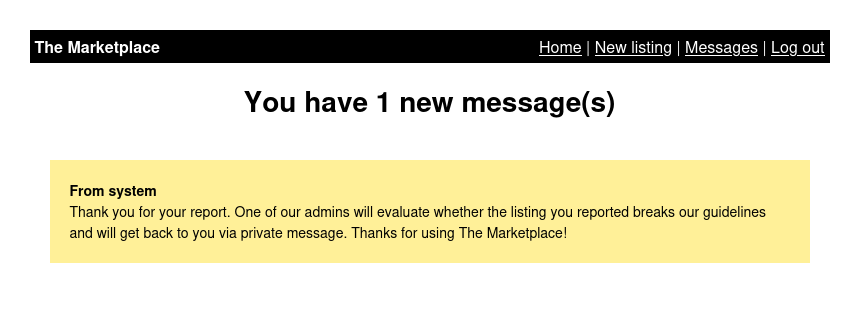 The Marketplace
Home | New listing | Messages | Log out
You have 1 new message(s)
From system
Thank you for your report. One of our admins will evaluate whether the listing you reported breaks our guidelines
and will get back to you via private message. Thanks for using The Marketplace!